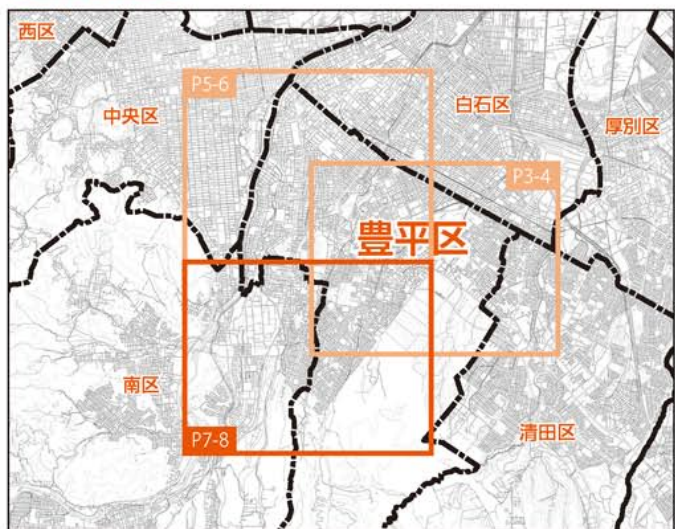 西区
P5-6
中央区
白石区
厚別区
P3-4
豊平区
南区
P7-8
清田区